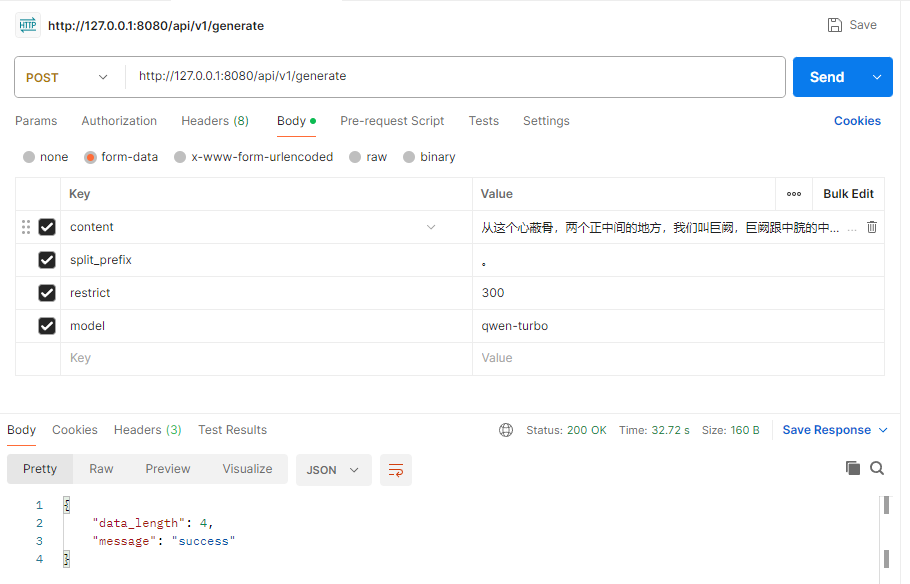 HTTP http://127.0.0.1:8080/api/v1/generate Save
POST http://127.0.0.1:8080/api/v1/generate Send
Params Authorization Headers (8) Body Pre-request Script Tests Settings Cookies
none form-data x-www-form-urlencoded raw binary
Key Value Bulk Edit
content 从这个心蔽骨，两个正中间的地方，我们叫巨阙，巨阙跟中脘的中... ...
split_prefix 。
restrict 300
model qwen-turbo
Key Value
Body Cookies Headers (3) Test Results Status: 200 OK Time: 32.72 s Size: 160 B Save Response
Pretty Raw Preview Visualize JSON
1 {
2 "data_length": 4,
3 "message": "success"
4 }